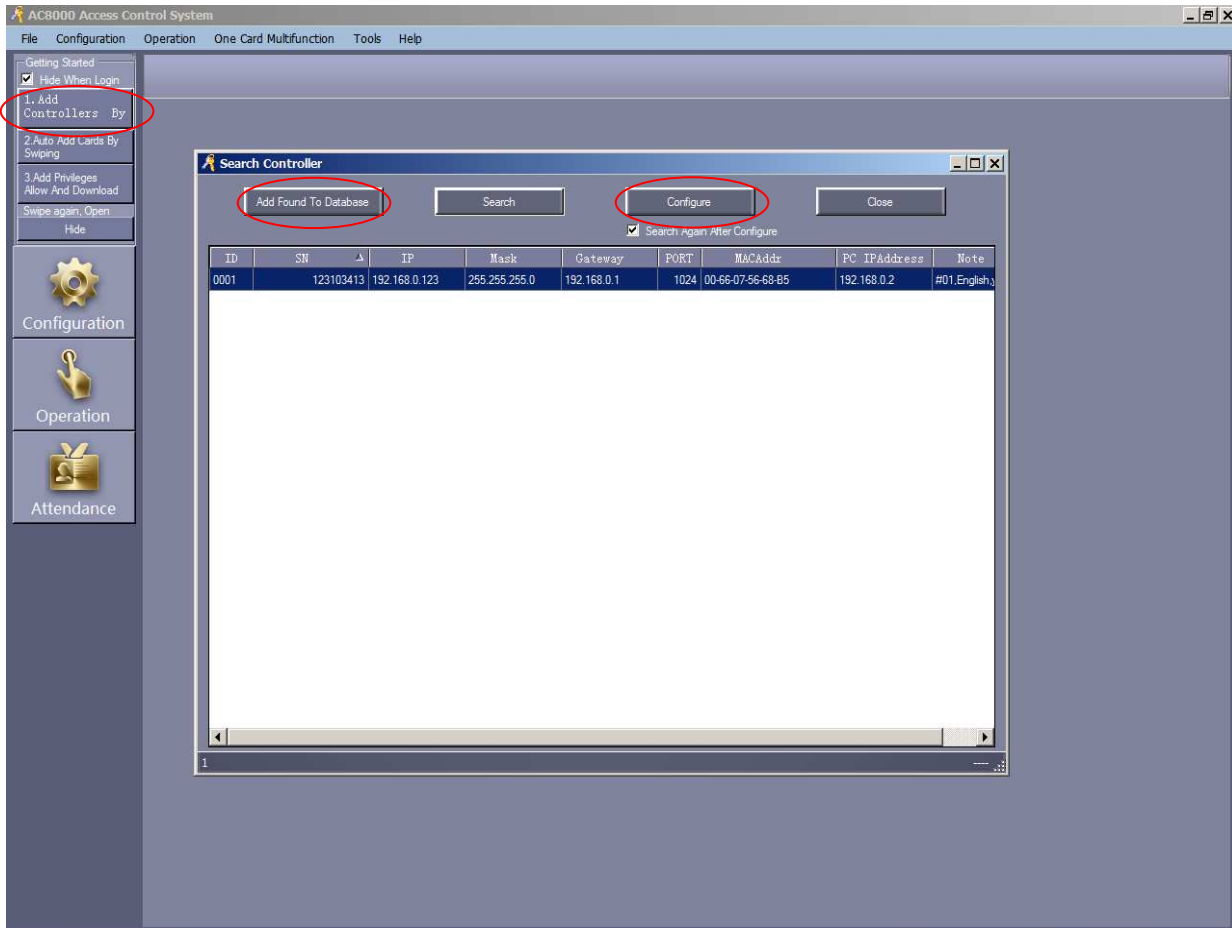 AC8000 Access Control System
File Configuration Operation One Card Multifunction Tools Help
Getting Started
Hide When Login
1.Add
Controllers By
2.Auto Add Cards By
Swiping
3.Add Privileges
Allow And Download
Swipe again, Open
Hide
Configuration
Operation
Attendance
Search Controller
Add Found To Database Search Configure Close
Search Again After Configure
ID SN IP Mask Gateway PORT MACAddr PC IPAddress Note
0001 123103413 192.168.0.123 255.255.255.0 192.168.0.1 1024 00-66-07-56-68-B5 192.168.0.2 #01,English,
1